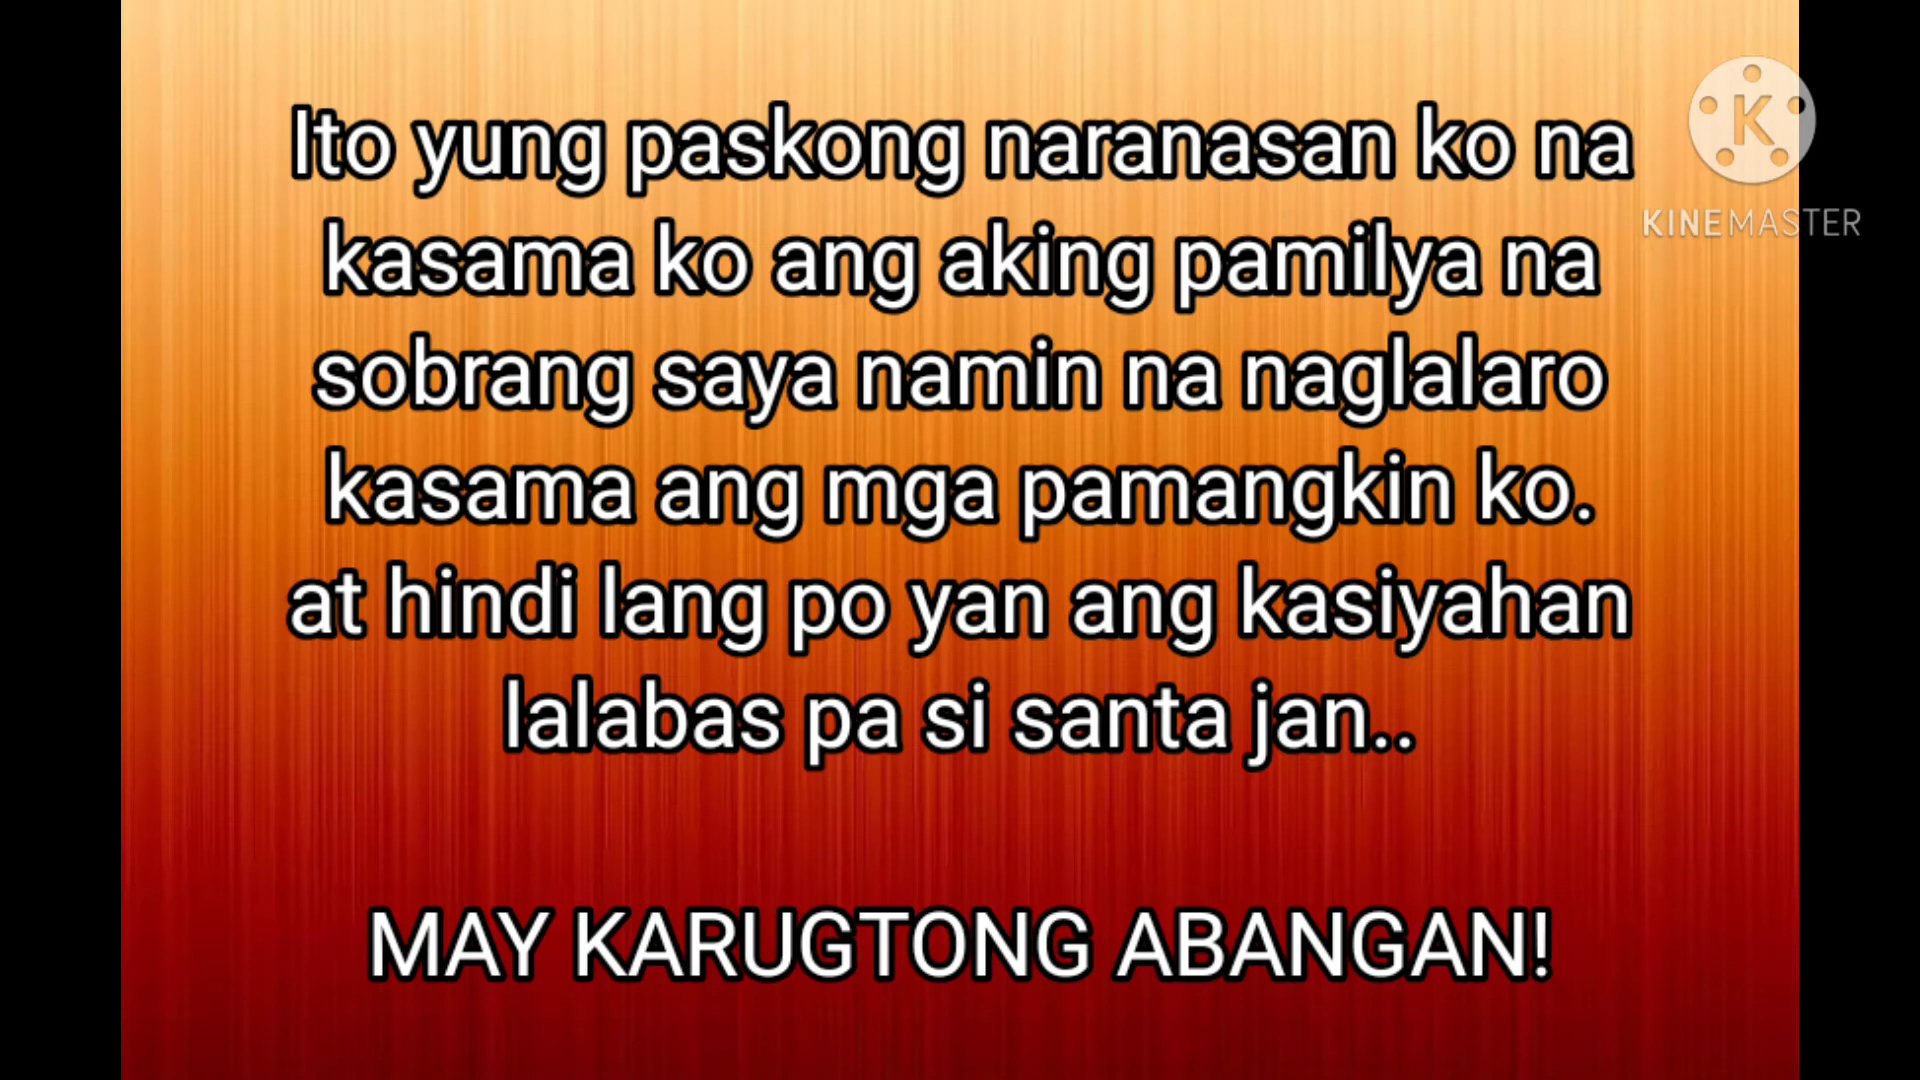 Ito yung paskong naranasan ko na
kasama ko ang aking pamilya na
sobrang saya namin na naglalaro
kasama ang mga pamangkin ko.
at hindi lang po yan ang kasiyahan
lalabas pa si santa jan..
MAY KARUGTONG ABANGAN!
K
KINEMASTER